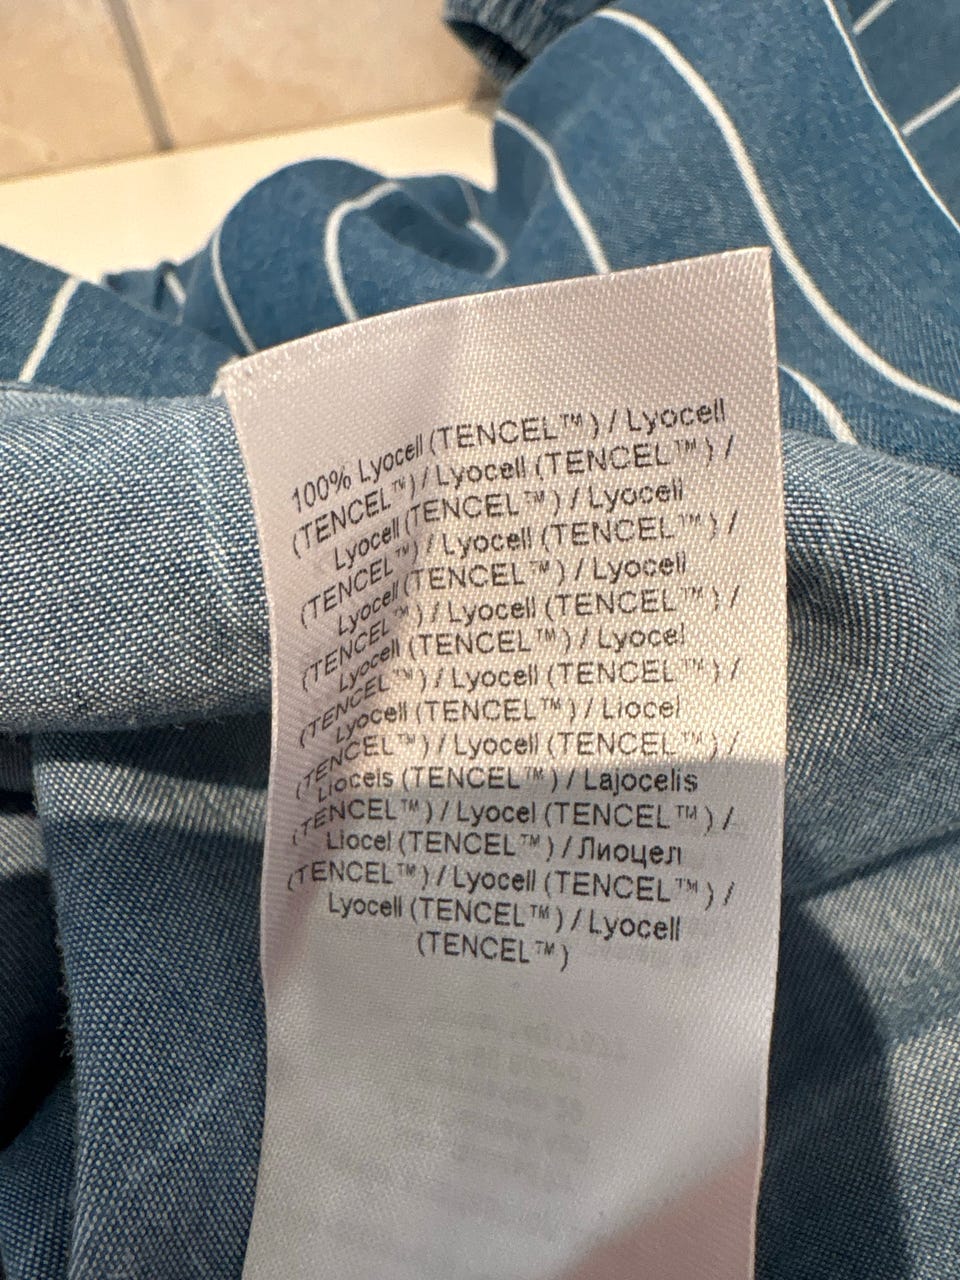 100% Lyocell (TENCEL™) / Lyocell
(TENCEL™) / Lyocell (TENCEL™) /
Lyocell (TENCEL™) / Lyocell
(TENCEL™) / Lyocell (TENCEL™) /
Lyocell (TENCEL™) / Lyocell
(TENCEL™) / Lyocell (TENCEL™) /
Lyocell (TENCEL™) / Lyocel
(TENCEL™) / Lyocell (TENCEL™) /
Lyocell (TENCEL™) / Liocel
(TENCEL™) / Lyocell (TENCEL™) /
Liocels (TENCEL™) / Lajocelis
(TENCEL™) / Lyocel (TENCEL™) /
Liocel (TENCEL™) / Лиоцел
(TENCEL™) / Lyocell (TENCEL™) /
Lyocell (TENCEL™) / Lyocell
(TENCEL™)